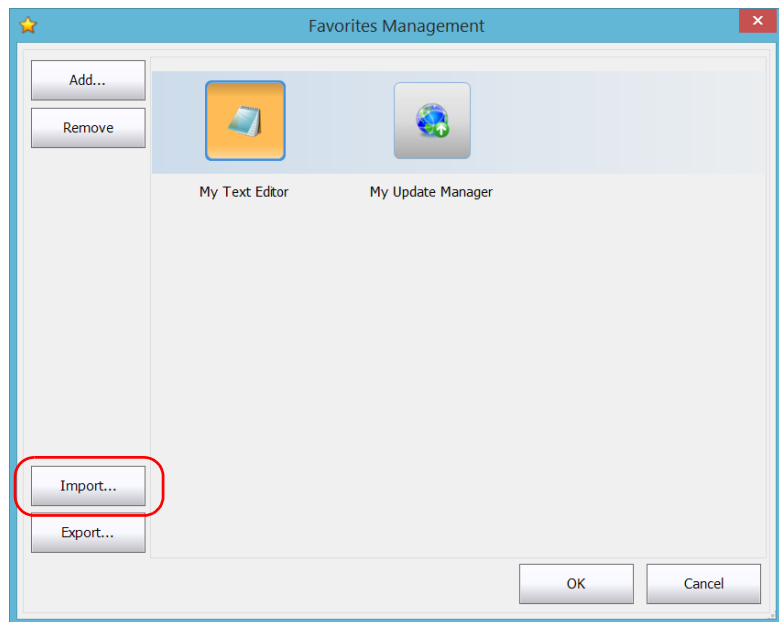 Favorites Management
Add...
Remove
My Text Editor
My Update Manager
Import...
Export...
OK
Cancel